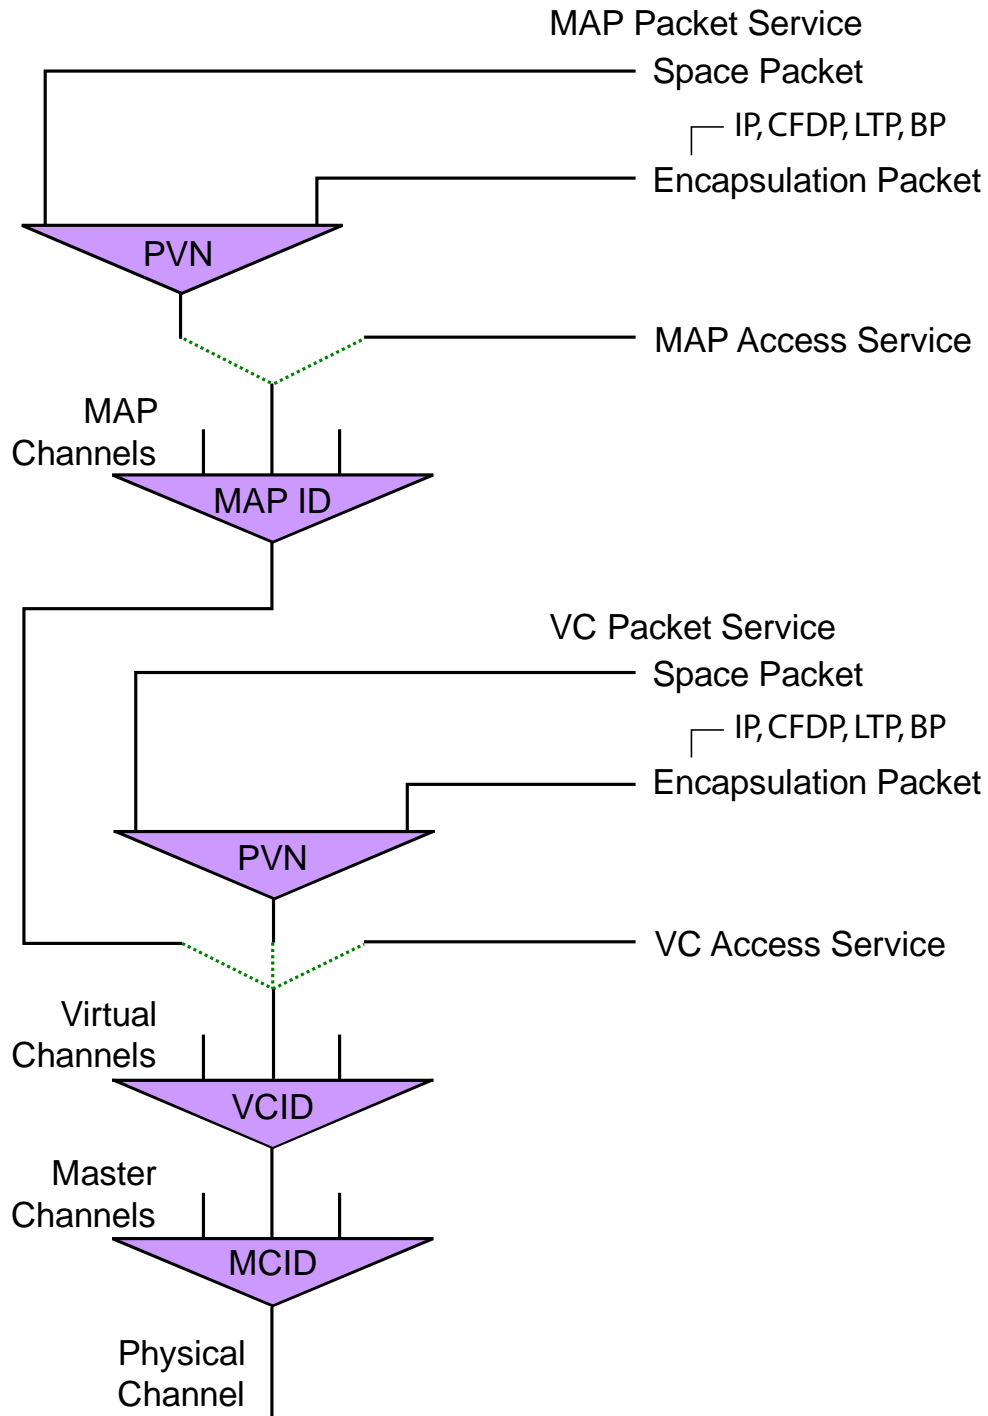 MAP Packet Service
Space Packet
IP, CFDP, LTP, BP
Encapsulation Packet
PVN
MAP Access Service
MAP
Channels
MAP ID
VC Packet Service
Space Packet
IP, CFDP, LTP, BP
Encapsulation Packet
PVN
VC Access Service
Virtual
Channels
VCID
Master
Channels
MCID
Physical
Channel